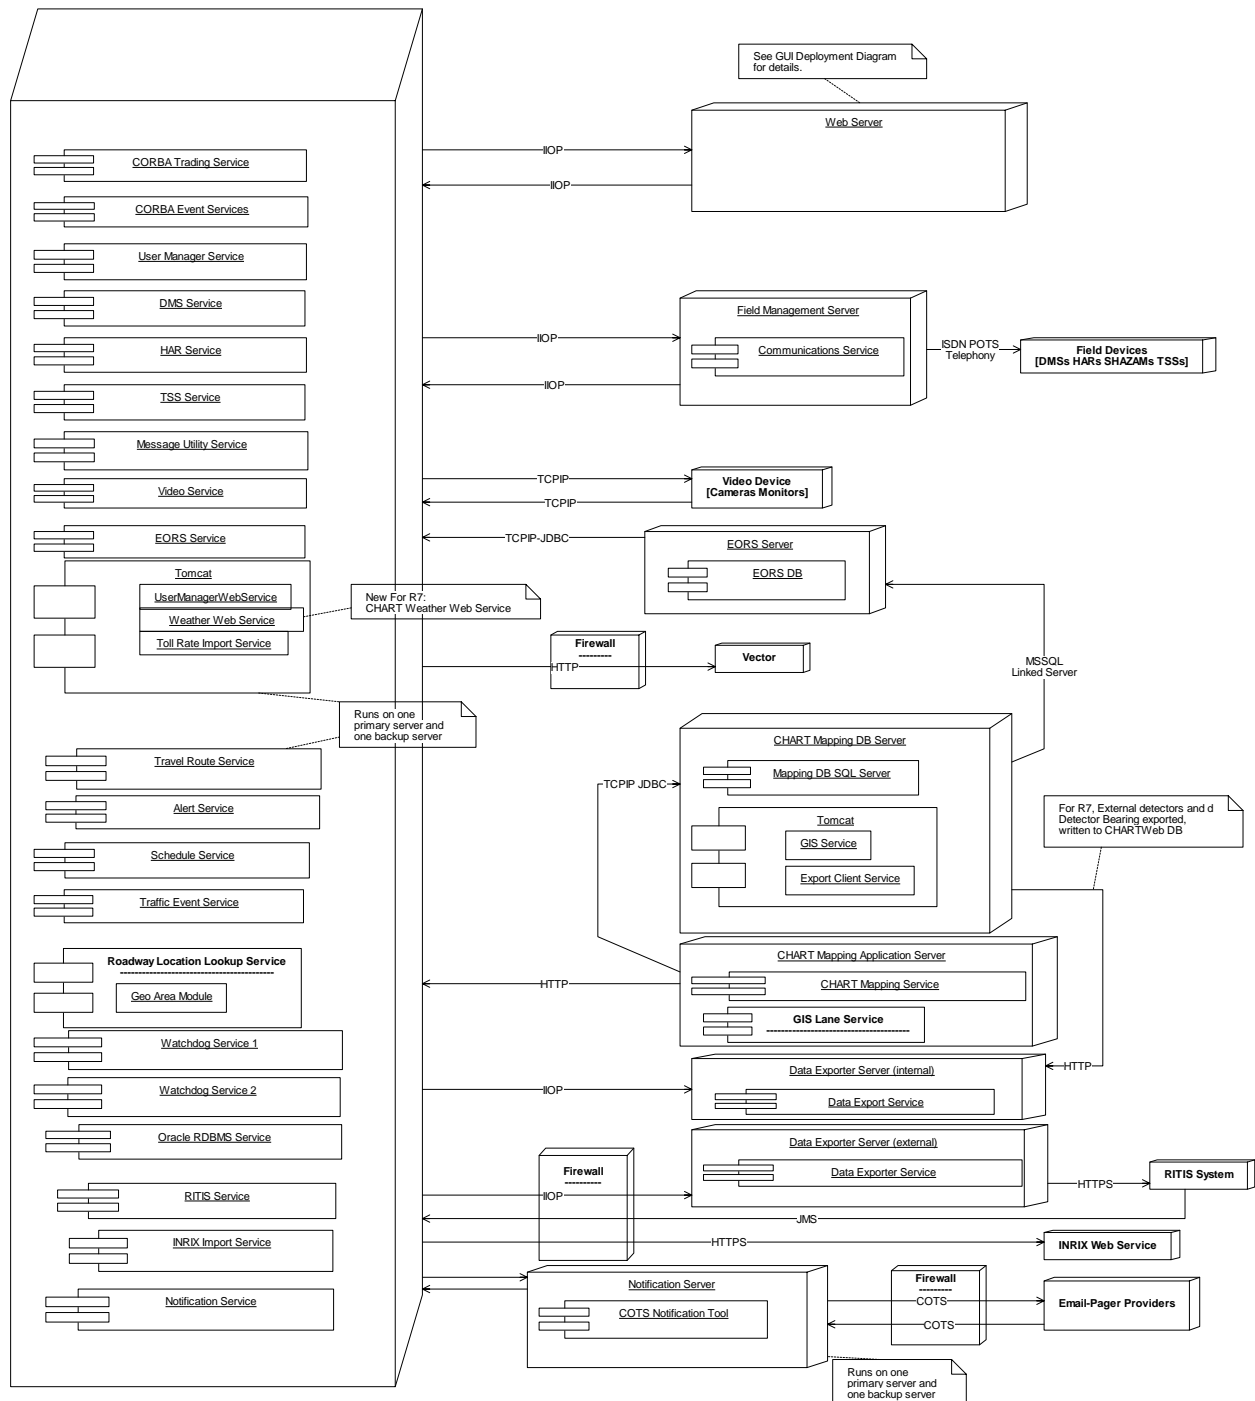 See GUI Deployment Diagram
for details.
Web Server
CORBA Trading Service
IIOP
IIOP
CORBA Event Services
User Manager Service
DMS Service
Field Management Server
HAR Service
IIOP
Communications Service
ISDN POTS
Telephony
Field Devices
[DMSs HARs SHAZAMs TSSs]
IIOP
TSS Service
Message Utility Service
Video Service
TCPIP
TCPIP
Video Device
[Cameras Monitors]
EORS Service
TCPIP-JDBC
EORS Server
EORS DB
Tomcat
UserManagerWebService
Weather Web Service
Toll Rate Import Service
New For R7:
CHART Weather Web Service
Firewall
---------
HTTP
Vector
MSSQL
Linked Server
Runs on one
primary server and
one backup server
CHART Mapping DB Server
Travel Route Service
TCPIP JDBC
Mapping DB SQL Server
Alert Service
Tomcat
GIS Service
Export Client Service
For R7, External detectors and d
Detector Bearing exported,
written to CHARTWeb DB
Schedule Service
Traffic Event Service
Roadway Location Lookup Service
-----------------------------------------
Geo Area Module
HTTP
CHART Mapping Application Server
CHART Mapping Service
GIS Lane Service
---------------------------------------
Watchdog Service 1
HTTP
Watchdog Service 2
IIOP
Data Exporter Server (internal)
Data Export Service
Oracle RDBMS Service
Data Exporter Server (external)
Data Exporter Service
Firewall
----------
RITIS Service
IIOP
HTTPS
RITIS System
JMS
INRIX Import Service
HTTPS
INRIX Web Service
Notification Service
Notification Server
COTS Notification Tool
Firewall
---------
COTS
COTS
Email-Pager Providers
Runs on one
primary server and
one backup server